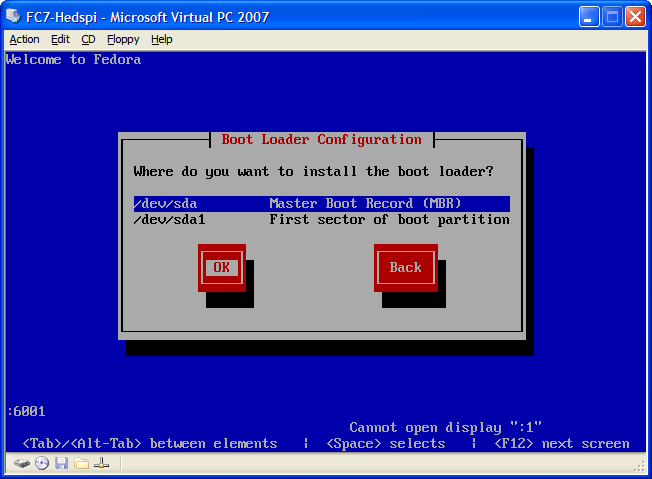 FC7-Hedspi - Microsoft Virtual PC 2007
Action Edit CD Floppy Help
Welcome to Fedora
Boot Loader Configuration
Where do you want to install the boot loader?
/dev/sda Master Boot Record (MBR)
/dev/sda1 First sector of boot partition
OK Back
:6001
Cannot open display ":1"
<Tab>/<Alt-Tab> between elements | <Space> selects | <F12> next screen